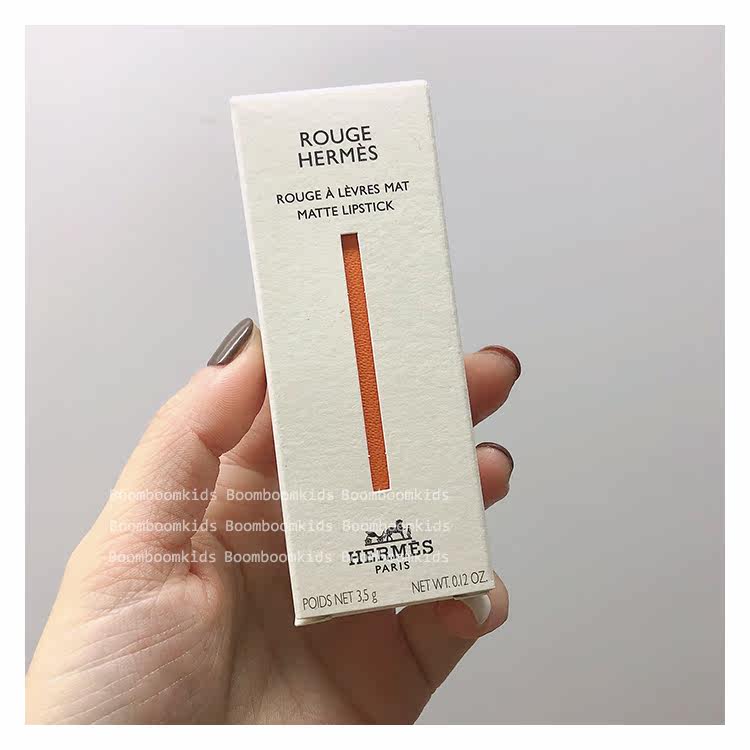 ROUGE
HERMÈS
ROUGE À LÈVRES MAT
MATTE LIPSTICK
Boomboomkids Boomboomkids Boomboomkids
Boomboomkids Boomboomkids Boomboomkids
HERMÈS
Boomboomkids Boomboomkids Boomboomkids
PARIS
POIDS NET 3,5 g NET WT. 0.12 OZ.